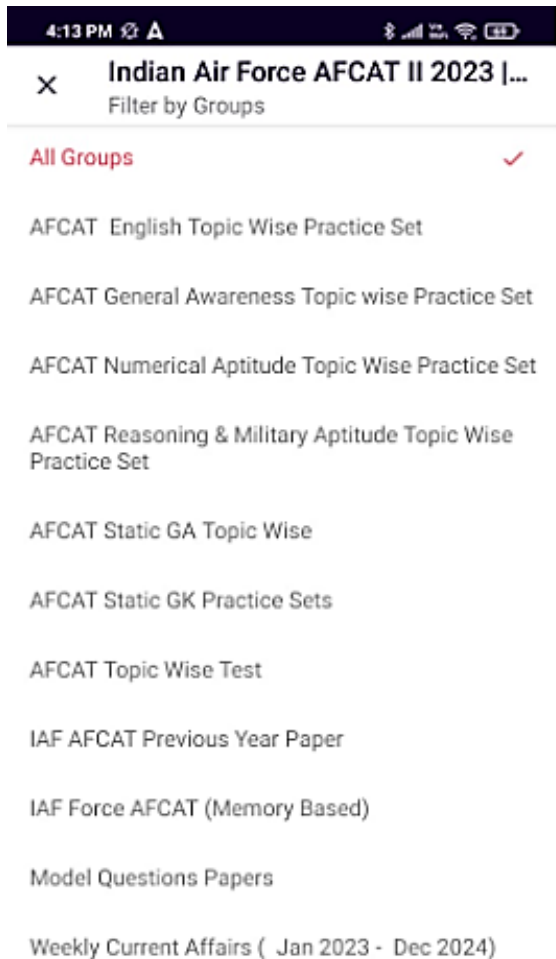 4:13 PM A
Indian Air Force AFCAT II 2023 |...
Filter by Groups
All Groups
AFCAT English Topic Wise Practice Set
AFCAT General Awareness Topic wise Practice Set
AFCAT Numerical Aptitude Topic Wise Practice Set
AFCAT Reasoning & Military Aptitude Topic Wise
Practice Set
AFCAT Static GA Topic Wise
AFCAT Static GK Practice Sets
AFCAT Topic Wise Test
IAF AFCAT Previous Year Paper
IAF Force AFCAT (Memory Based)
Model Questions Papers
Weekly Current Affairs ( Jan 2023 - Dec 2024)